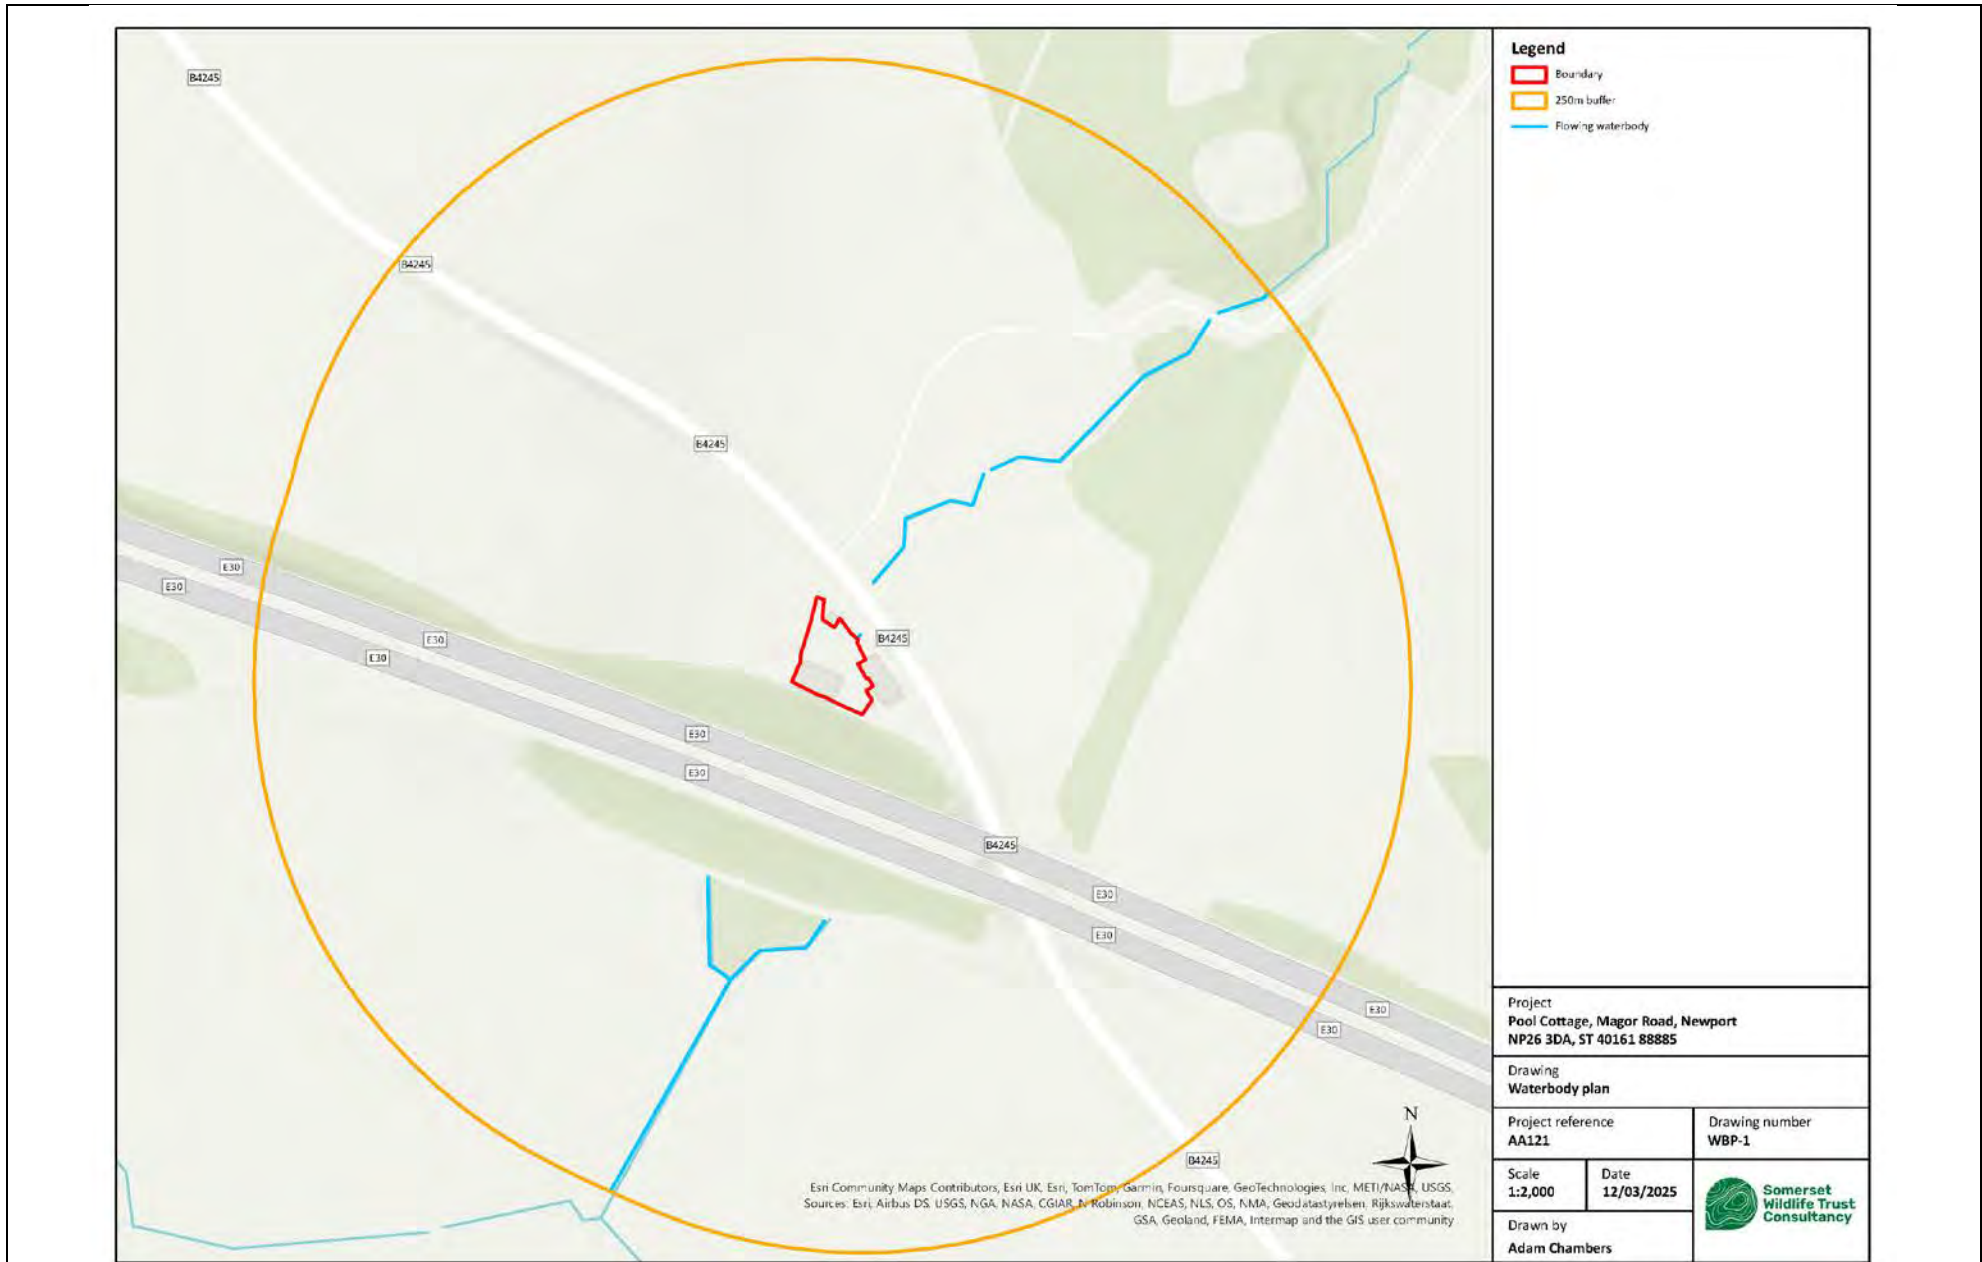 B4245
B4245
B4245
E30
E30
E30
E30
B4245
E30
E30
B4245
E30
E30
E30
E30
B4245
N
Esri Community Maps Contributors, Esri UK, Esri, TomTom, Garmin, Foursquare, GeoTechnologies, Inc, METI/NASA, USGS,
Sources: Esri, Airbus DS, USGS, NGA, NASA, CGIAR, N Robinson, NCEAS, NLS, OS, NMA, Geodatastyrelsen, Rijkswaterstaat,
GSA, Geoland, FEMA, Intermap and the GIS user community
Legend
Boundary
250m buffer
Flowing waterbody
Project
Pool Cottage, Magor Road, Newport
NP26 3DA, ST 40161 88885
Drawing
Waterbody plan
Project reference
AA121
Drawing number
WBP-1
Scale
1:2,000
Date
12/03/2025
Drawn by
Adam Chambers
Somerset
Wildlife Trust
Consultancy